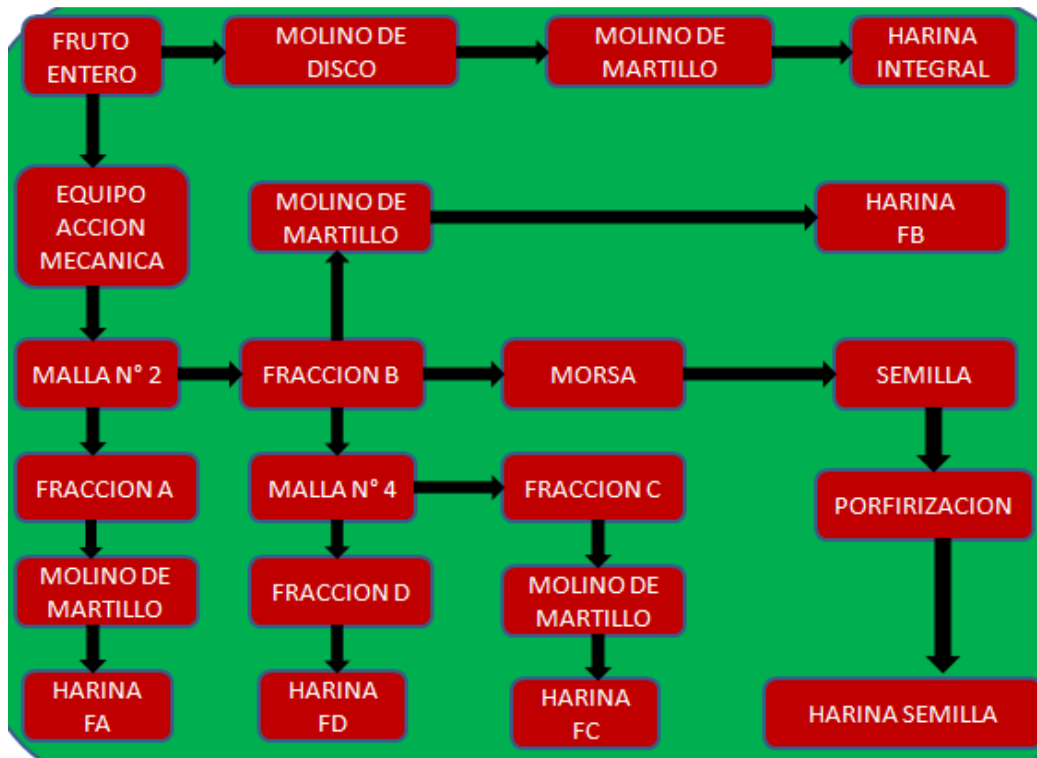 FRUTO
ENTERO
MOLINO DE
DISCO
MOLINO DE
MARTILLO
HARINA
INTEGRAL
EQUIPO
ACCION
MECANICA
MOLINO DE
MARTILLO
HARINA
FB
MALLA N° 2
FRACCION B
MORSA
SEMILLA
FRACCION A
MALLA N° 4
FRACCION C
PORFIRIZACION
MOLINO DE
MARTILLO
FRACCION D
MOLINO DE
MARTILLO
HARINA
FA
HARINA
FD
HARINA
FC
HARINA SEMILLA